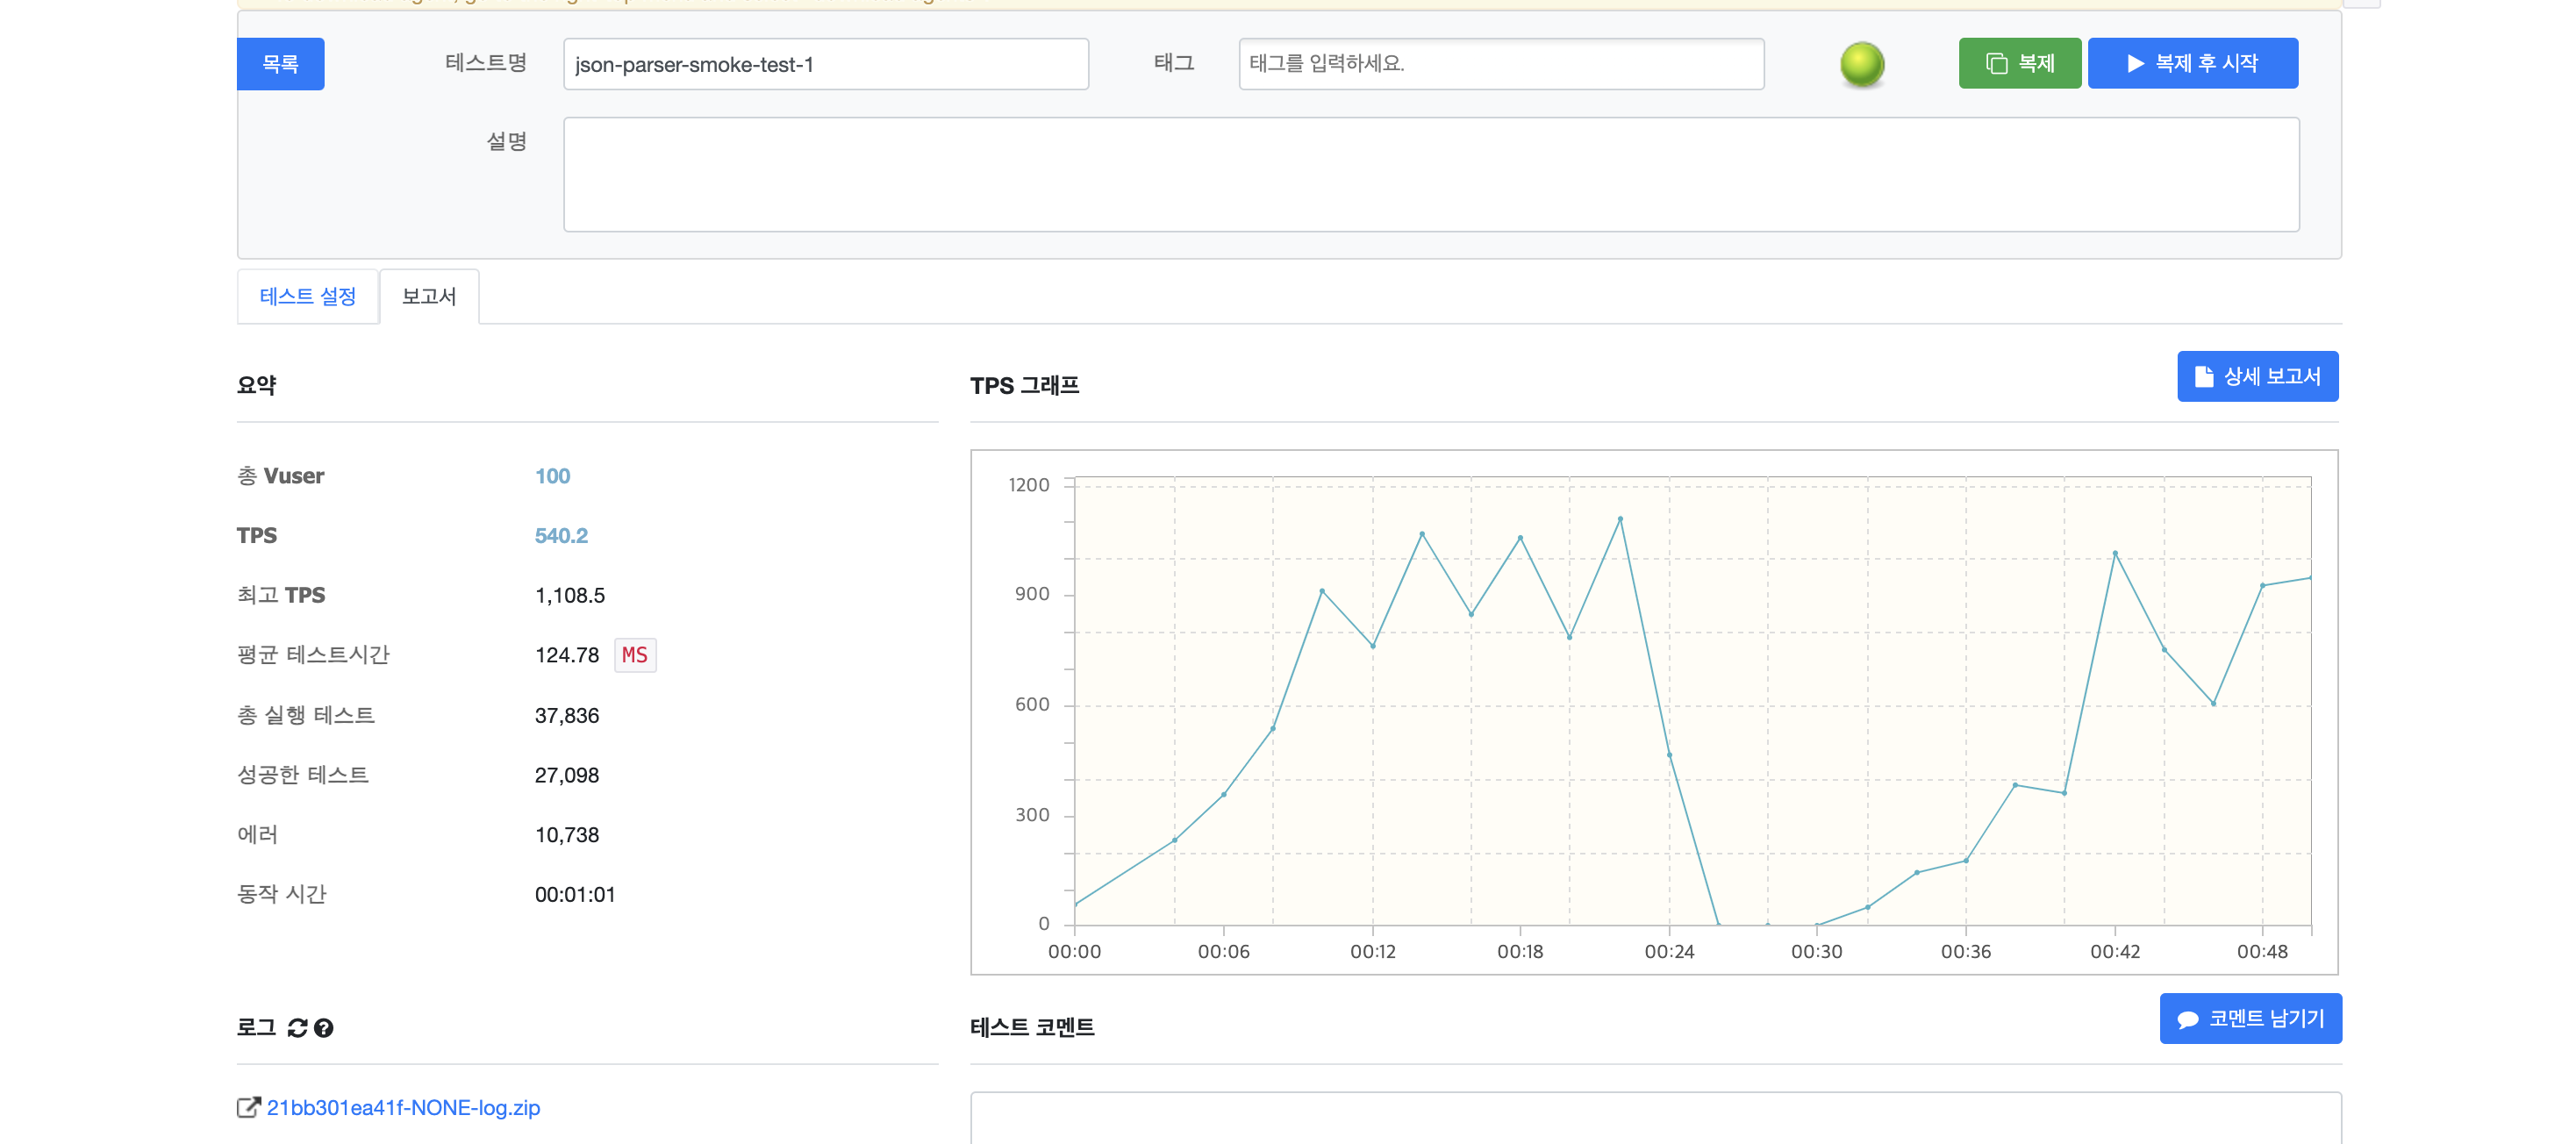 목록
테스트명
json-parser-smoke-test-1
태그
태그를 입력하세요.
복제
복제 후 시작
설명
테스트 설정
보고서
요약
TPS 그래프
상세 보고서
총 Vuser
100
TPS
540.2
최고 TPS
1,108.5
평균 테스트시간
124.78 MS
총 실행 테스트
37,836
성공한 테스트
27,098
에러
10,738
동작 시간
00:01:01
1200
900
600
300
0
00:00
00:06
00:12
00:18
00:24
00:30
00:36
00:42
00:48
로그
테스트 코멘트
코멘트 남기기
21bb301ea41f-NONE-log.zip